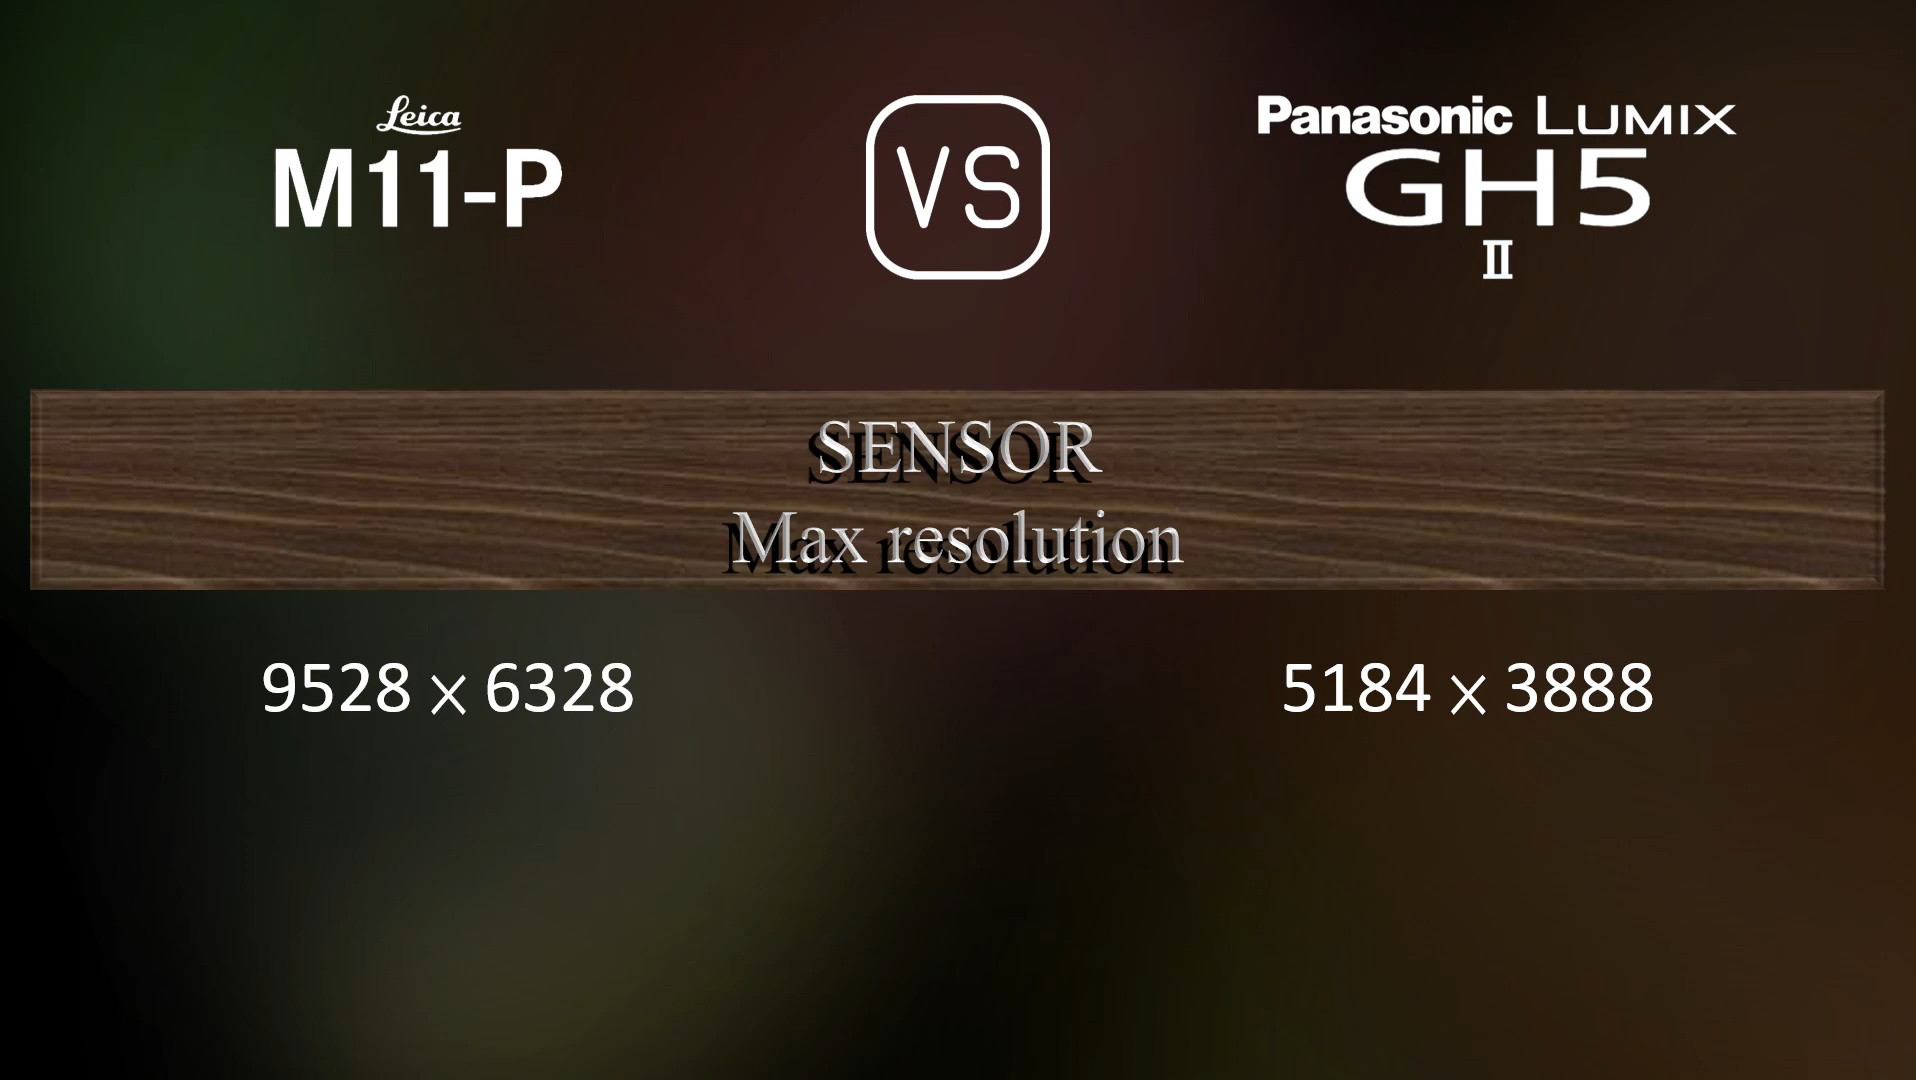 Leica
M11-P
VS
Panasonic LUMIX
GH5
II
SENSOR
Max resolution
9528 x 6328
5184 x 3888